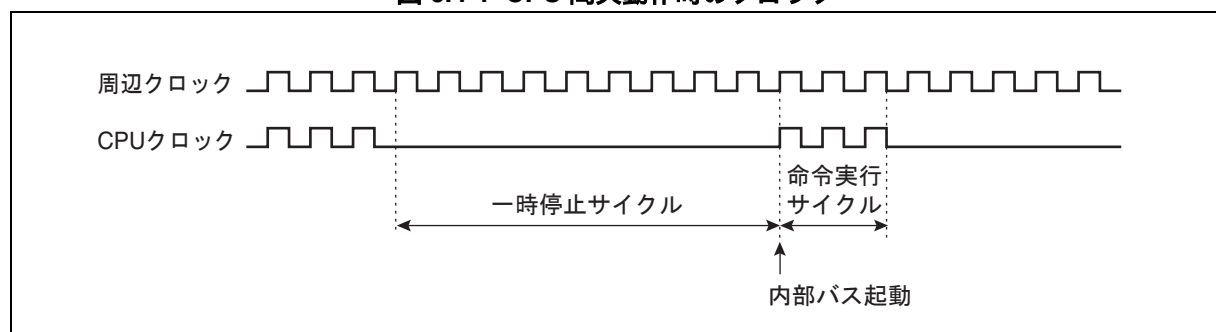 周辺クロック
CPUクロック
一時停止サイクル
命令実行
サイクル
内部バス起動